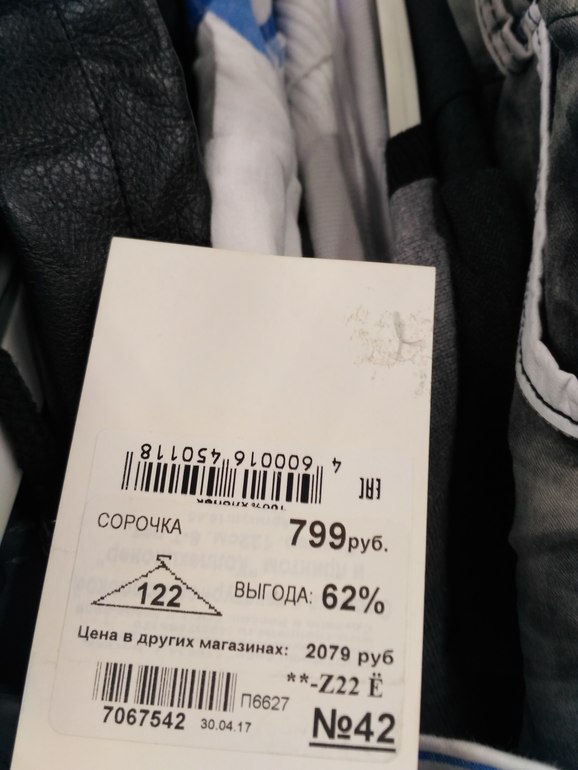 4 600016 450118
EAC
СОРОЧКА
799руб.
122
ВЫГОДА: 62%
Цена в других магазинах: 2079 руб
**-Z22 Ё
П6627
7067542 30.04.17
№42